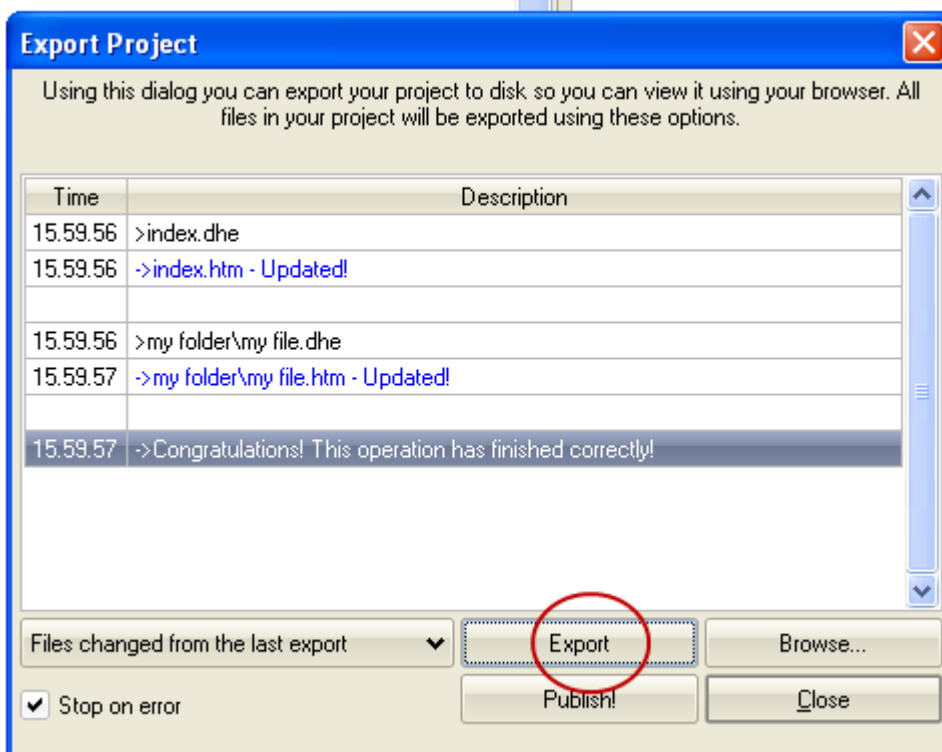 Export Project
Using this dialog you can export your project to disk so you can view it using your browser. All
files in your project will be exported using these options.
Time Description
15.59.56 >index.dhe
15.59.56 ->index.htm - Updated!
15.59.56 >my folder\my file.dhe
15.59.57 ->my folder\my file.htm - Updated!
15.59.57 ->Congratulations! This operation has finished correctly!
Files changed from the last export Export Browse...
Stop on error Publish! Close